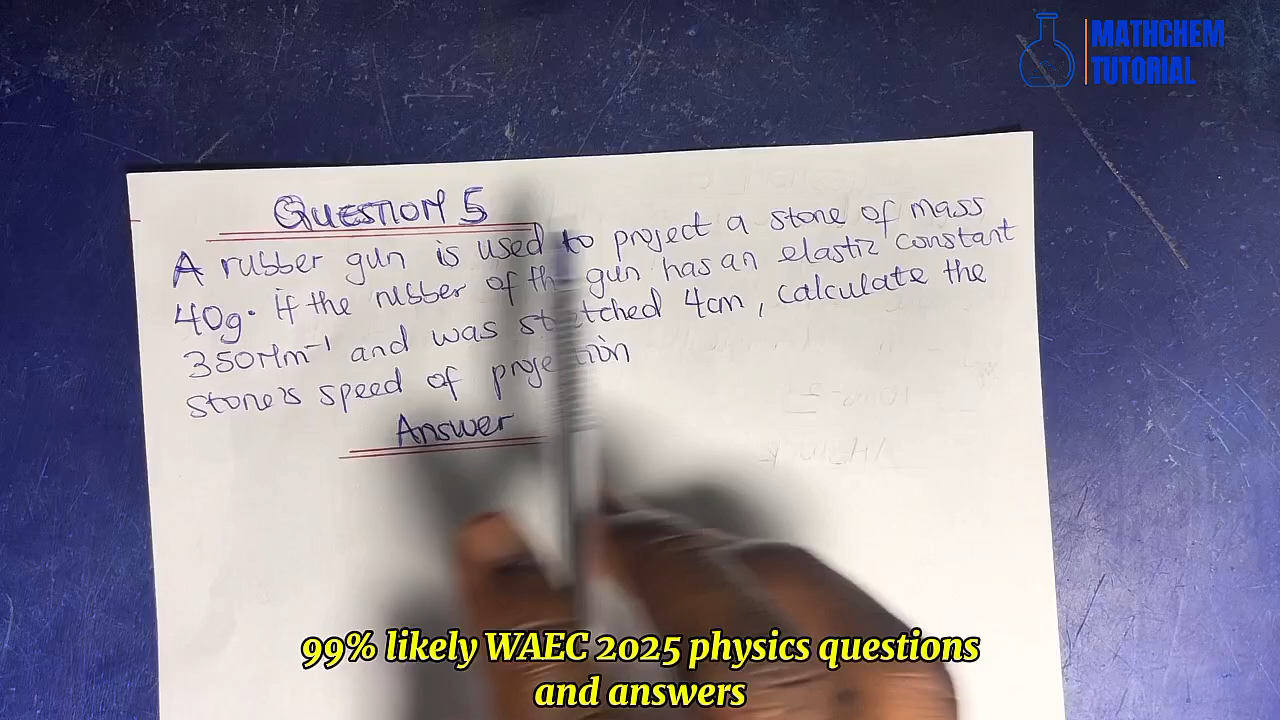 MATHCHEM
TUTORIAL
QUESTION 5
A rubber gun is used to project a stone of mass
40g. If the rubber of the gun has an elastic constant
350Nm⁻¹ and was stretched 4cm, calculate the
stone's speed of projection
Answer
99% likely WAEC 2025 physics questions
and answers